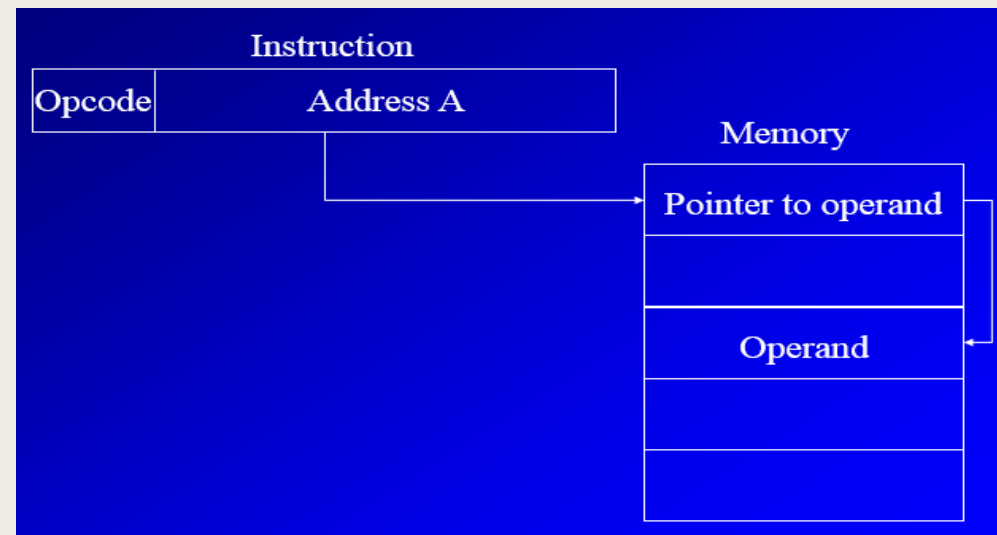 Instruction
Opcode Address A
Memory
Pointer to operand
Operand